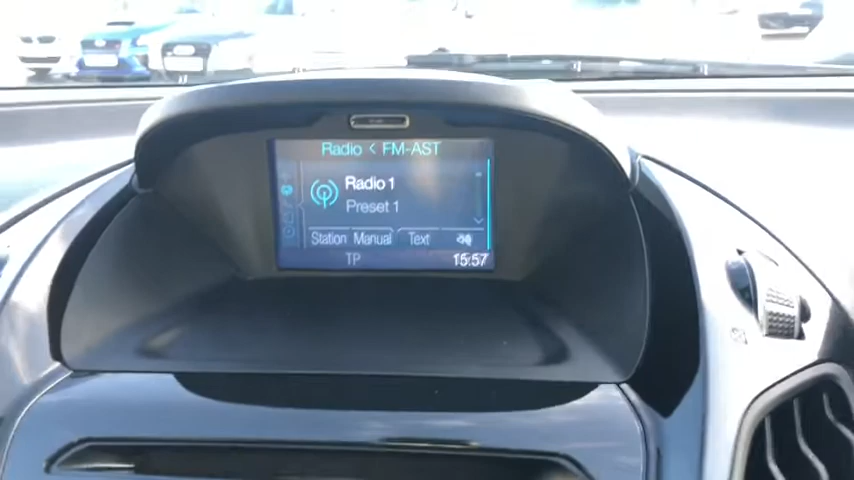 Radio < FM-AST
Radio 1
Preset 1
Station Manual Text
TP 15:57